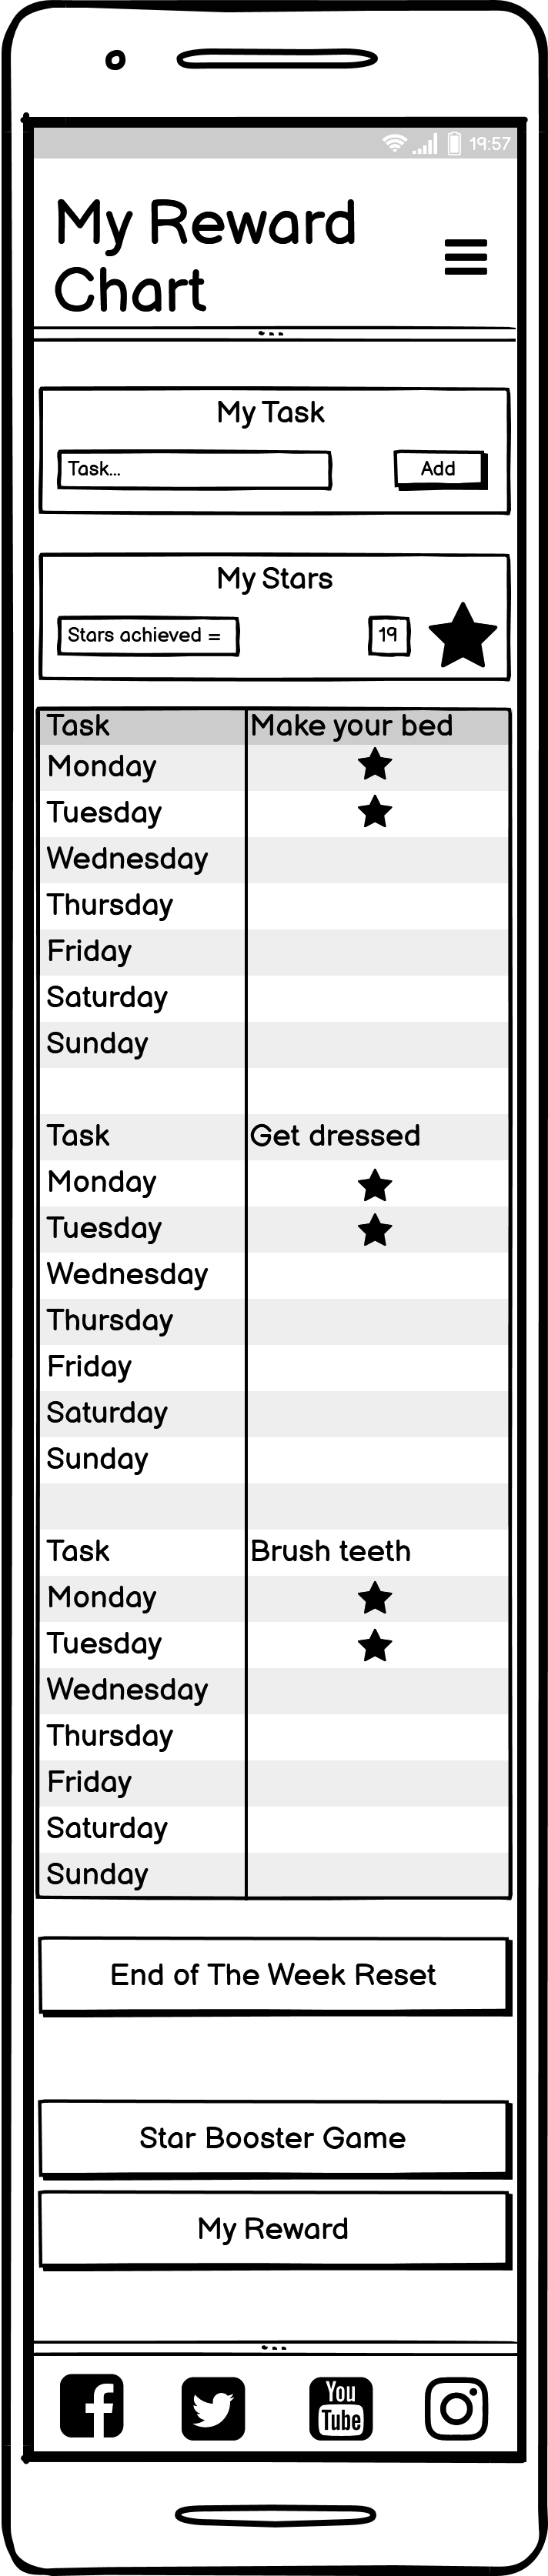 19:57
My Reward
Chart
My Task
Task...
Add
My Stars
Stars achieved =
19
Task Make your bed
Monday
Tuesday
Wednesday
Thursday
Friday
Saturday
Sunday
Task Get dressed
Monday
Tuesday
Wednesday
Thursday
Friday
Saturday
Sunday
Task Brush teeth
Monday
Tuesday
Wednesday
Thursday
Friday
Saturday
Sunday
End of The Week Reset
Star Booster Game
My Reward
You
Tube